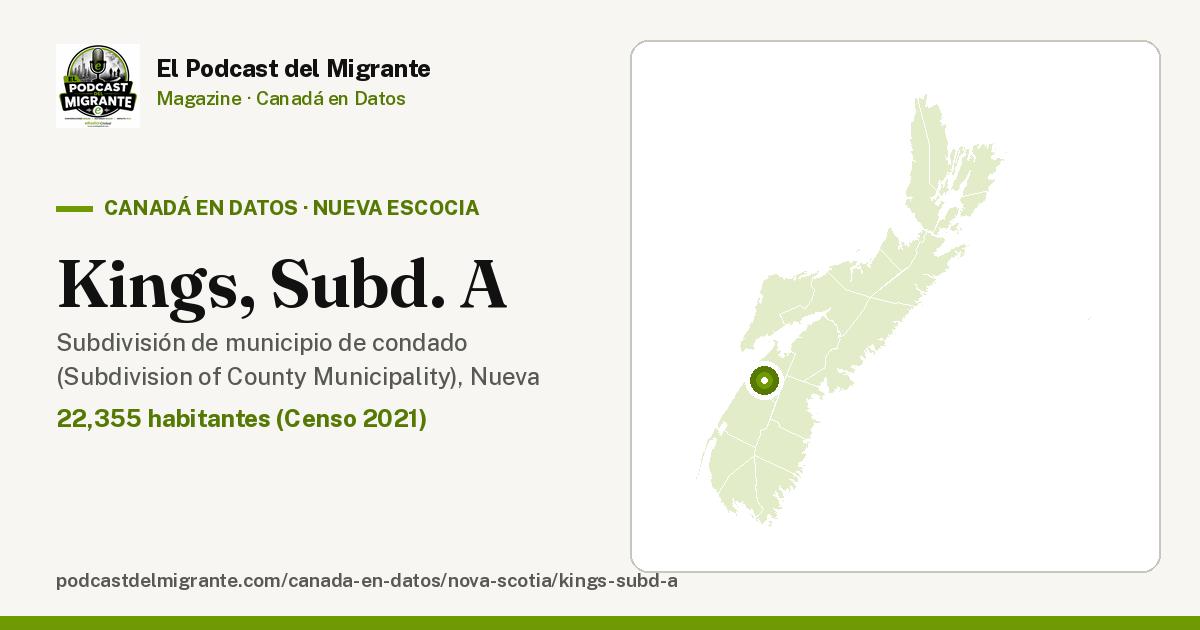 EL
PODCAST
DEL
MIGRANTE
El Podcast del Migrante
Magazine · Canadá en Datos
CANADÁ EN DATOS · NUEVA ESCOCIA
Kings, Subd. A
Subdivisión de municipio de condado
(Subdivision of County Municipality), Nueva
22,355 habitantes (Censo 2021)
podcastdelmigrante.com/canada-en-datos/nova-scotia/kings-subd-a